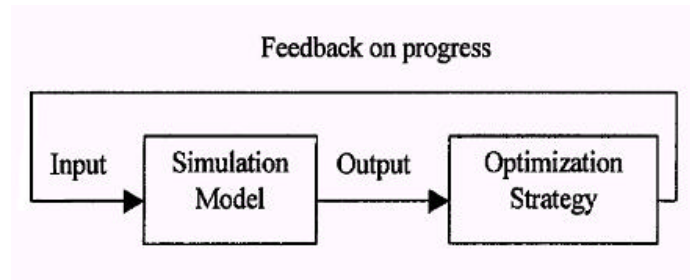 Feedback on progress
Input
Simulation
Model
Output
Optimization
Strategy